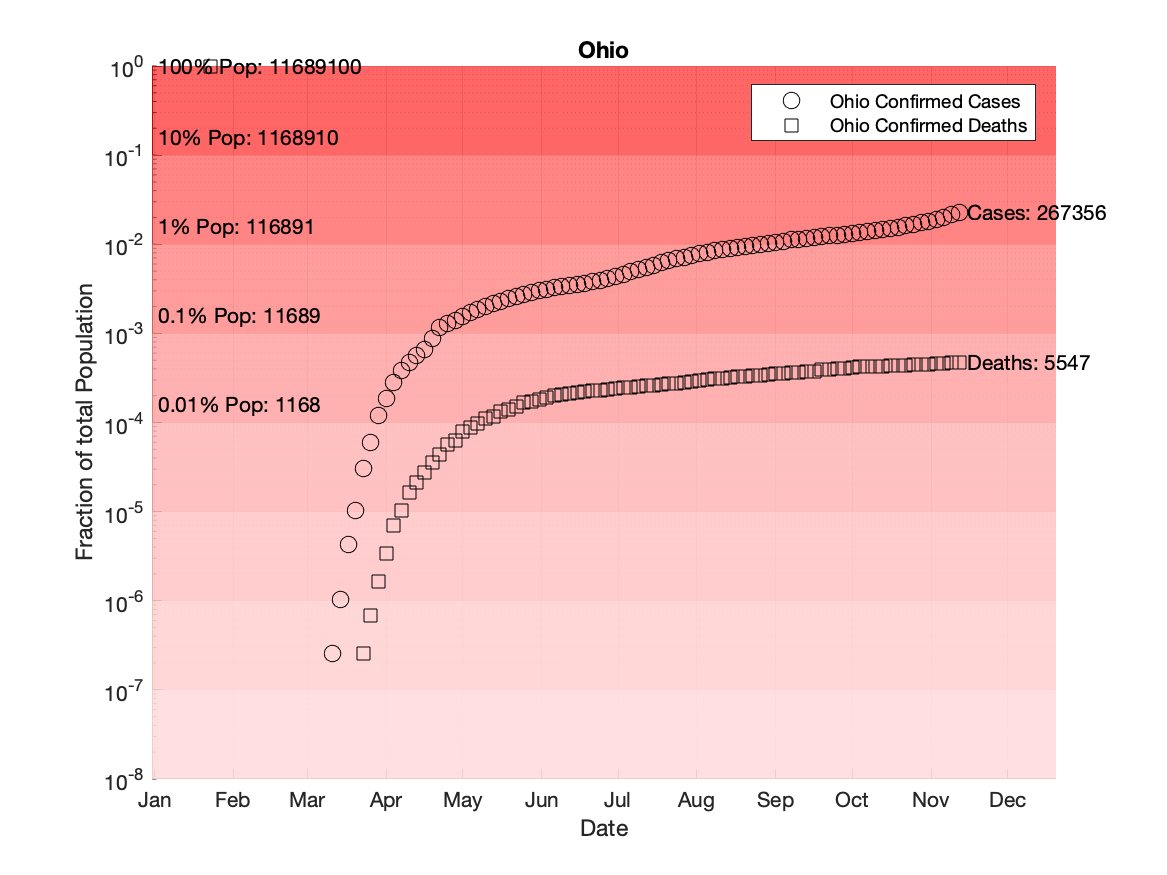 Ohio
10^0
100% Pop: 11689100
Ohio Confirmed Cases
Ohio Confirmed Deaths
10% Pop: 1168910
10^-1
Cases: 267356
1% Pop: 116891
10^-2
0.1% Pop: 11689
10^-3
Deaths: 5547
0.01% Pop: 1168
10^-4
10^-5
10^-6
10^-7
10^-8
Fraction of total Population
Jan Feb Mar Apr May Jun Jul Aug Sep Oct Nov Dec
Date